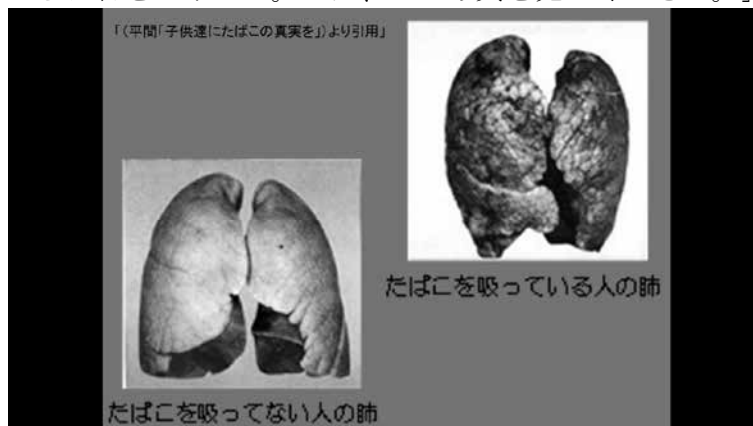 「(平間「子供達にたばこの真実を」)より引用」
たばこを吸っている人の肺
たばこを吸ってない人の肺